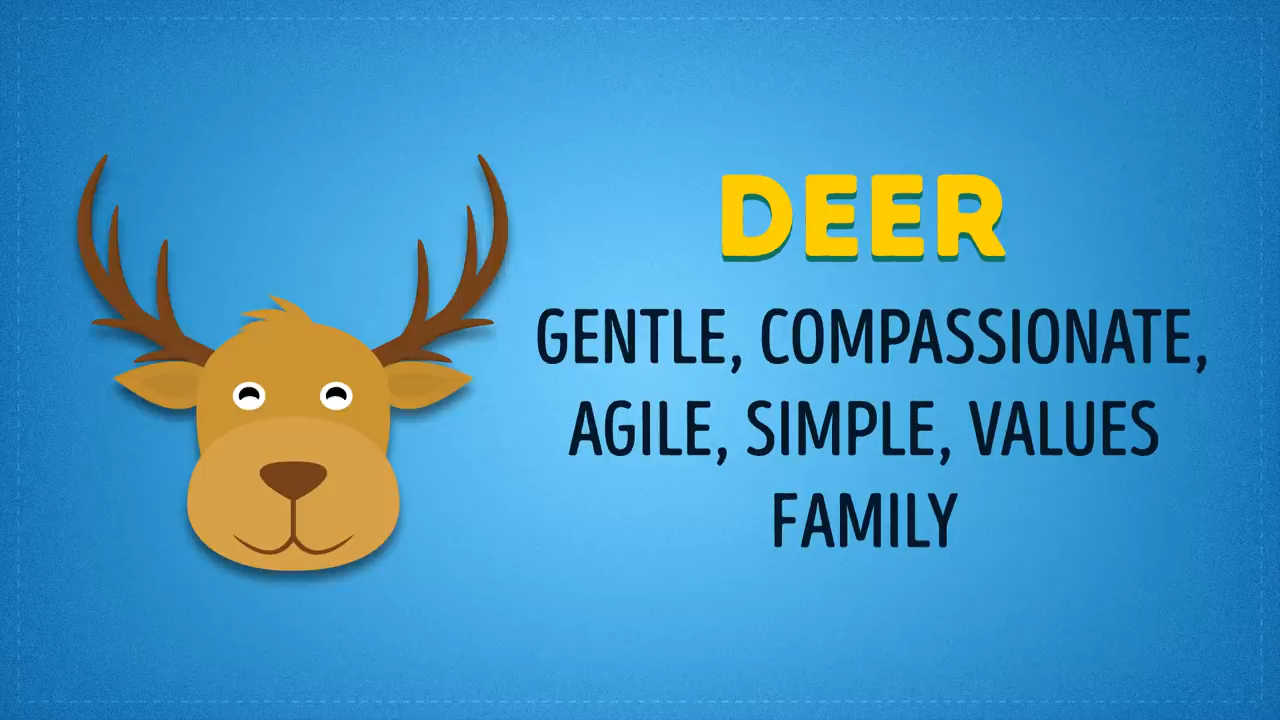 DEER
GENTLE, COMPASSIONATE,
AGILE, SIMPLE, VALUES
FAMILY